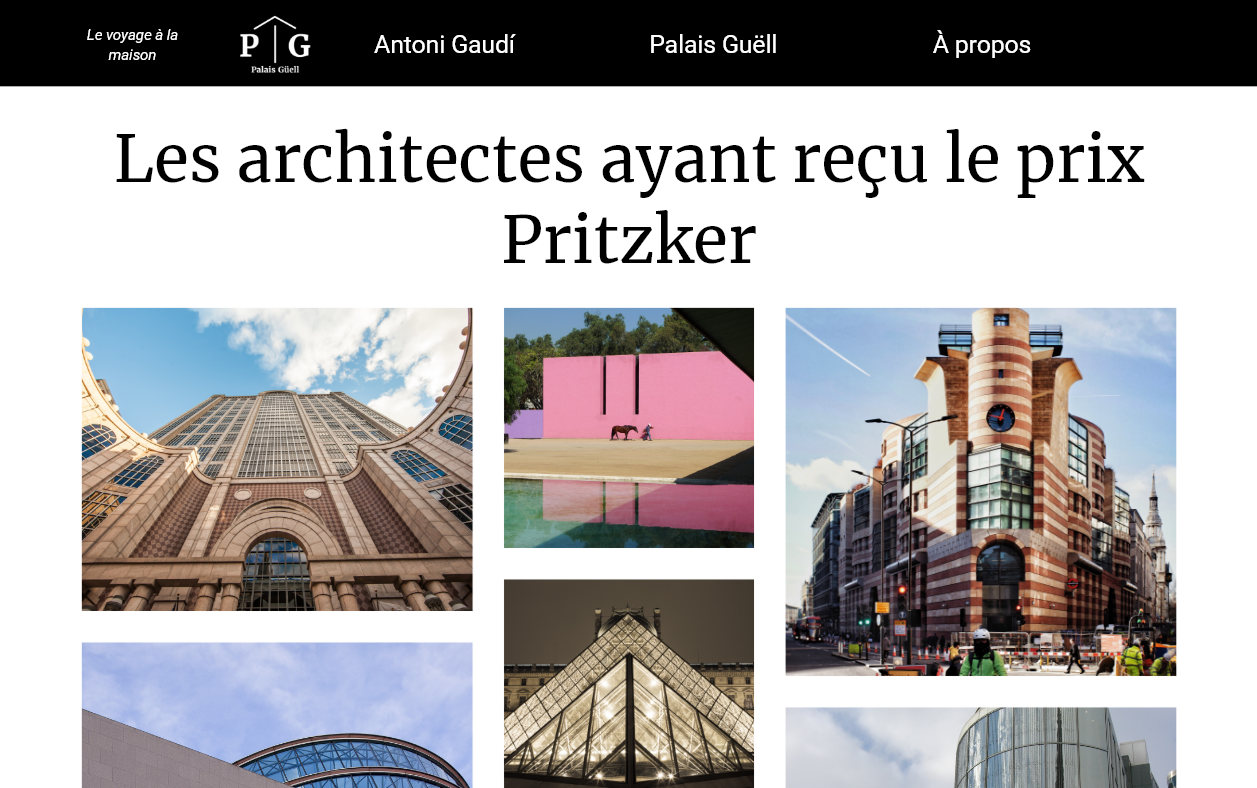 Le voyage à la
maison
P G
Palais Güell
Antoni Gaudí
Palais Guëll
À propos
Les architectes ayant reçu le prix
Pritzker